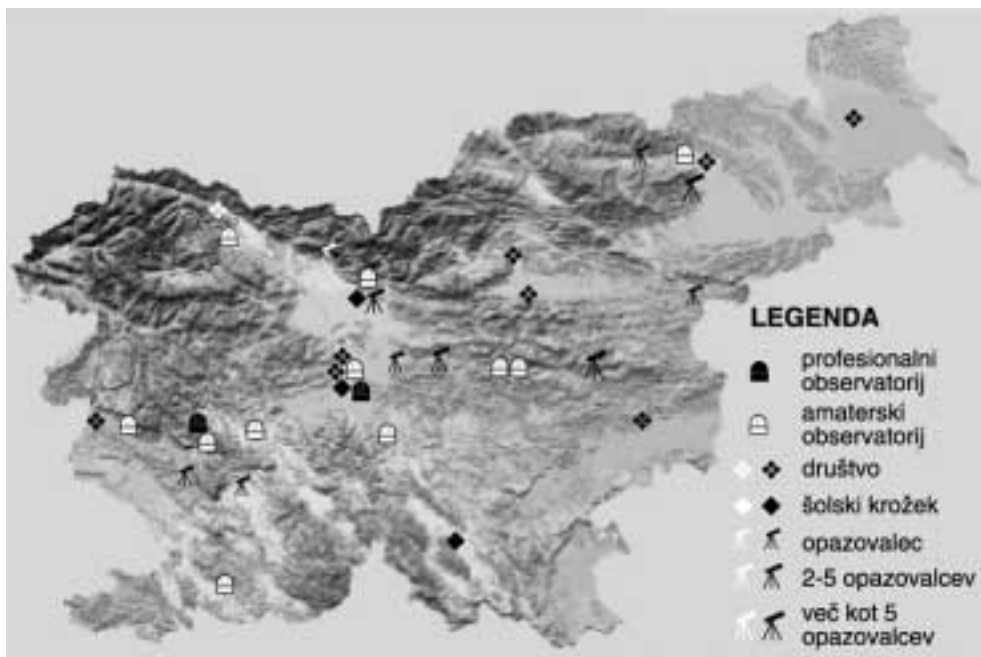 LEGENDA
profesionalni
observatorij
amaterski
observatorij
društvo
šolski krožek
opazovalec
2-5 opazovalcev
več kot 5
opazovalcev